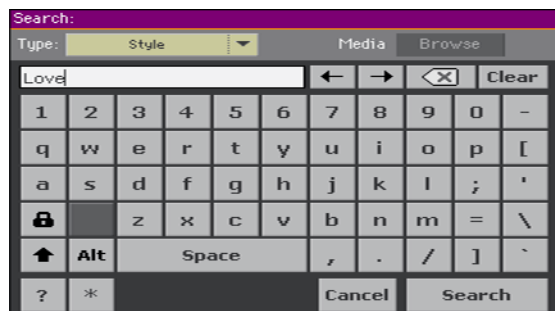 Search:
Type: Style Media Browse
Love ← → ⌫ Clear
1 2 3 4 5 6 7 8 9 0 -
q w e r t y u i o p [
a s d f g h j k l ; '
z x c v b n m = \
Alt Space , . / ] `
? * Cancel Search